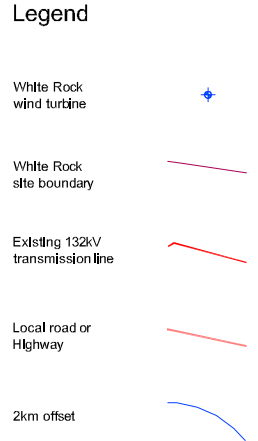 Legend
White Rock
wind turbine
White Rock
site boundary
Existing 132kV
transmission line
Local road or
Highway
2km offset